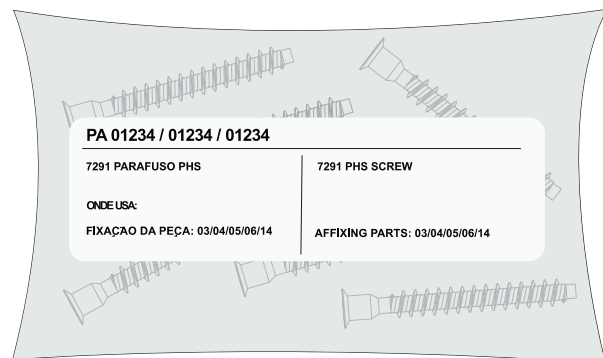 PA 01234 / 01234 / 01234
7291 PARAFUSO PHS
ONDE USA:
FIXAÇÃO DA PEÇA: 03/04/05/06/14
7291 PHS SCREW
AFFIXING PARTS: 03/04/05/06/14